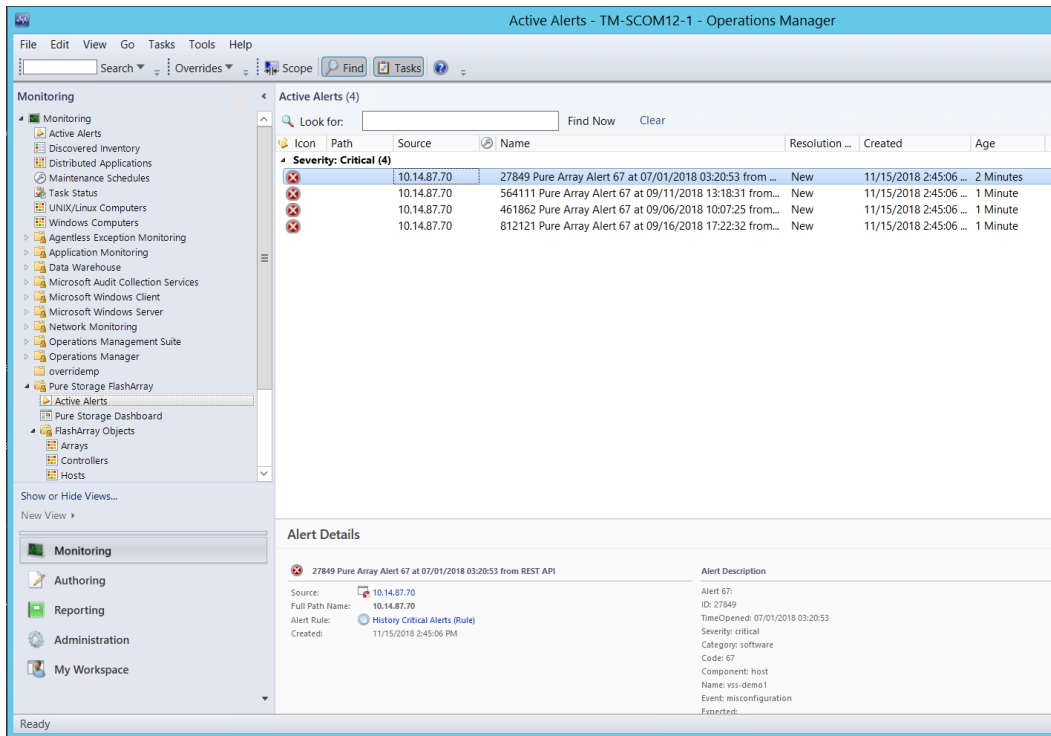 Active Alerts - TM-SCOM12-1 - Operations Manager
File Edit View Go Tasks Tools Help
Search Overrides Scope Find Tasks
Monitoring
Monitoring
Active Alerts
Discovered Inventory
Distributed Applications
Maintenance Schedules
Task Status
UNIX/Linux Computers
Windows Computers
Agentless Exception Monitoring
Application Monitoring
Data Warehouse
Microsoft Audit Collection Services
Microsoft Windows Client
Microsoft Windows Server
Network Monitoring
Operations Management Suite
Operations Manager
overridemp
Pure Storage FlashArray
Active Alerts
Pure Storage Dashboard
FlashArray Objects
Arrays
Controllers
Hosts
Show or Hide Views...
New View
Monitoring
Authoring
Reporting
Administration
My Workspace
Active Alerts (4)
Look for: Find Now Clear
Icon Path Source Name Resolution ... Created Age
Severity: Critical (4)
10.14.87.70 27849 Pure Array Alert 67 at 07/01/2018 03:20:53 from ... New 11/15/2018 2:45:06 ... 2 Minutes
10.14.87.70 564111 Pure Array Alert 67 at 09/11/2018 13:18:31 from... New 11/15/2018 2:45:06 ... 1 Minute
10.14.87.70 461862 Pure Array Alert 67 at 09/06/2018 10:07:25 from... New 11/15/2018 2:45:06 ... 1 Minute
10.14.87.70 812121 Pure Array Alert 67 at 09/16/2018 17:22:32 from... New 11/15/2018 2:45:06 ... 1 Minute
Alert Details
27849 Pure Array Alert 67 at 07/01/2018 03:20:53 from REST API
Source: 10.14.87.70
Full Path Name: 10.14.87.70
Alert Rule: History Critical Alerts (Rule)
Created: 11/15/2018 2:45:06 PM
Alert Description
Alert 67:
ID: 27849
TimeOpened: 07/01/2018 03:20:53
Severity: critical
Category: software
Code: 67
Component: host
Name: vss-demo1
Event: misconfiguration
Expected:
Ready